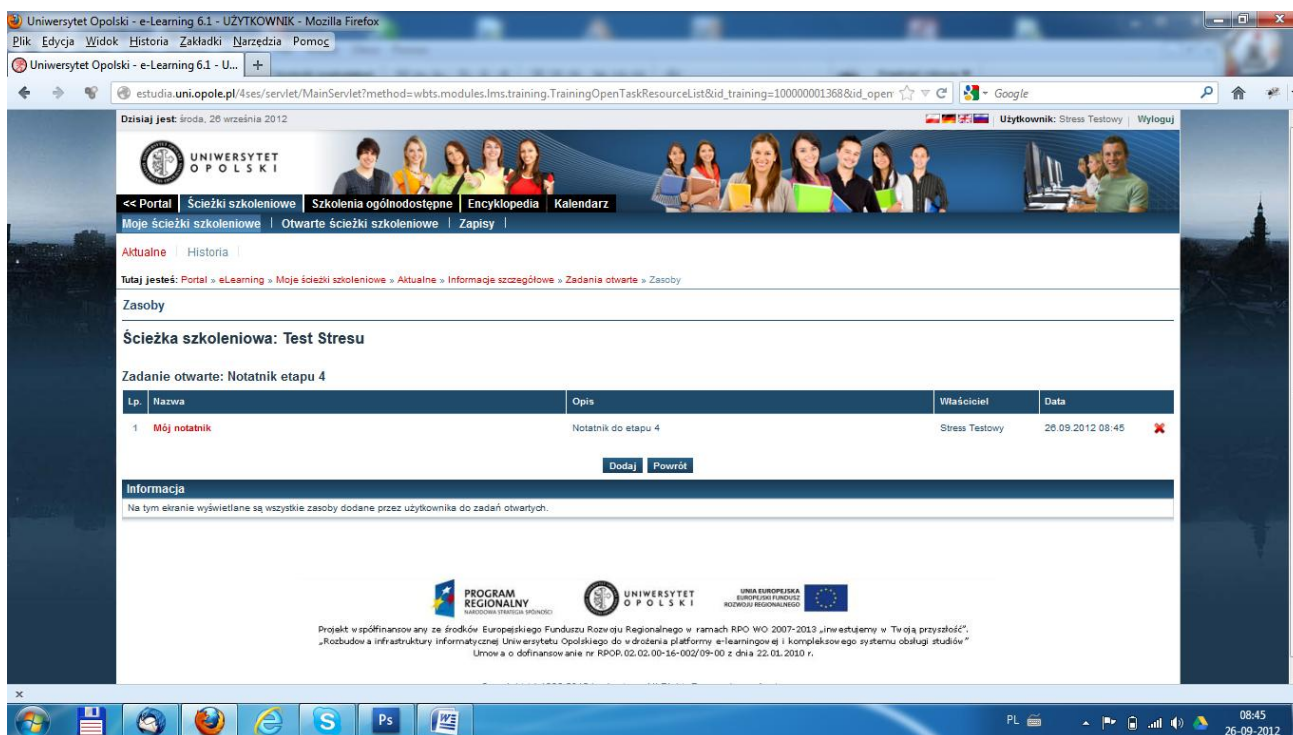 Uniwersytet Opolski - e-Learning 6.1 - UŻYTKOWNIK - Mozilla Firefox
Plik Edycja Widok Historia Zakładki Narzędzia Pomoc
Uniwersytet Opolski - e-Learning 6.1 - U... +
estudia.uni.opole.pl/4ses/servlet/MainServlet?method=wbts.modules.lms.training.TrainingOpenTaskResourceList&id_training=100000001368&id_open Google
Dzisiaj jest: środa, 26 września 2012 Użytkownik: Stress Testowy | Wyloguj
UNIWERSYTET
OPOLSKI
<< Portal Ścieżki szkoleniowe Szkolenia ogólnodostępne Encyklopedia Kalendarz
Moje ścieżki szkoleniowe | Otwarte ścieżki szkoleniowe | Zapisy |
Aktualne | Historia |
Tutaj jesteś: Portal » eLearning » Moje ścieżki szkoleniowe » Aktualne » Informacje szczegółowe » Zadania otwarte » Zasoby
Zasoby
Ścieżka szkoleniowa: Test Stresu
Zadanie otwarte: Notatnik etapu 4
Lp. Nazwa Opis Właściciel Data
1 Mój notatnik Notatnik do etapu 4 Stress Testowy 26.09.2012 08:45
Dodaj Powrót
Informacja
Na tym ekranie wyświetlane są wszystkie zasoby dodane przez użytkownika do zadań otwartych.
PROGRAM
REGIONALNY
NARODOWA STRATEGIA SPÓJNOŚCI
UNIWERSYTET
OPOLSKI
UNIA EUROPEJSKA
EUROPEJSKI FUNDUSZ
ROZWOJU REGIONALNEGO
Projekt współfinansowany ze środków Europejskiego Funduszu Rozwoju Regionalnego w ramach RPO WO 2007-2013 „inwestujemy w Twoją przyszłość”.
„Rozbudowa infrastruktury informatycznej Uniwersytetu Opolskiego do wdrożenia platformy e-learningowej i kompleksowego systemu obsługi studiów”
Umowa o dofinansowanie nr RPOP.02.02.00-16-002/09-00 z dnia 22.01.2010 r.
PL 08:45
26-09-2012